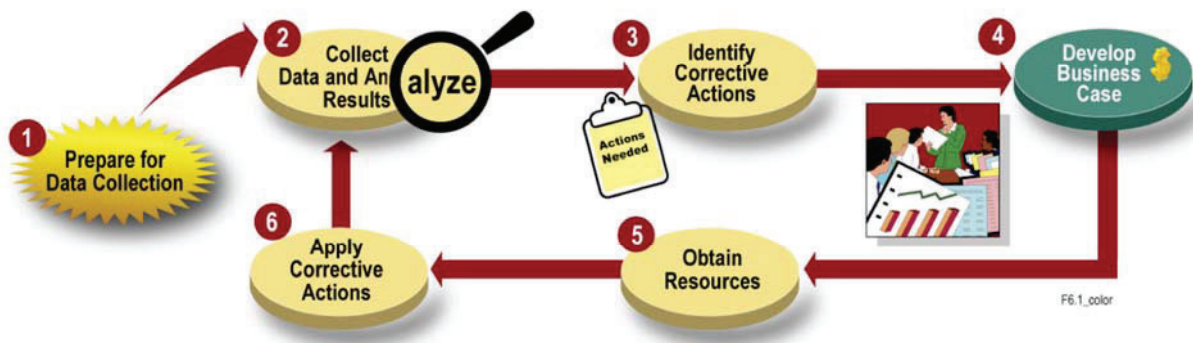 1
Prepare for
Data Collection
2
Collect
Data and An
alyze
Results
3
Identify
Corrective
Actions
Actions
Needed
4
Develop
Business
Case
$
5
Obtain
Resources
6
Apply
Corrective
Actions
F6.1_color